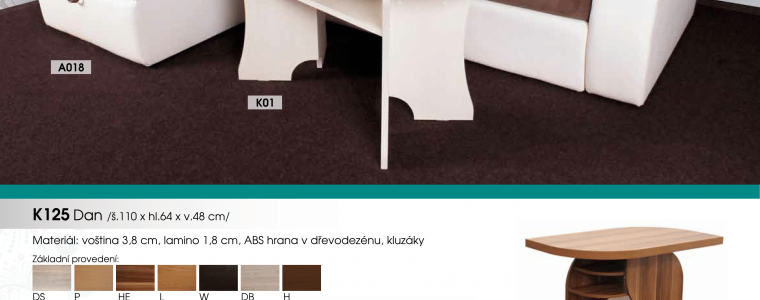 A018
K01
K125 Dan /š.110 x hl.64 x v.48 cm/
Materiál: voština 3,8 cm, lamino 1,8 cm, ABS hrana v dřevodezénu, kluzáky
Základní provedení:
DS P HE L W DB H